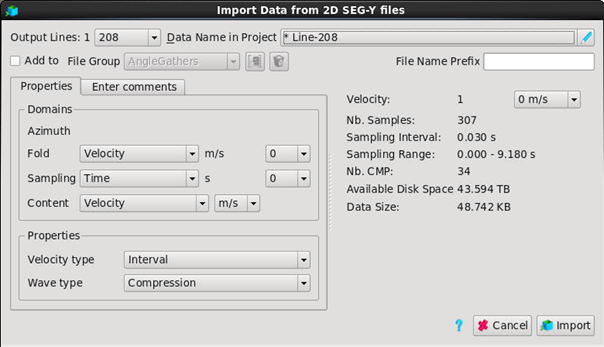 Import Data from 2D SEG-Y files
Output Lines: 1 208 Data Name in Project * Line-208
Add to File Group AngleGathers File Name Prefix
Properties Enter comments
Domains
Azimuth
Fold Velocity m/s 0
Sampling Time s 0
Content Velocity m/s
Properties
Velocity type Interval
Wave type Compression
Velocity: 1 0 m/s
Nb. Samples: 307
Sampling Interval: 0.030 s
Sampling Range: 0.000 - 9.180 s
Nb. CMP: 34
Available Disk Space 43.594 TB
Data Size: 48.742 KB
? Cancel Import